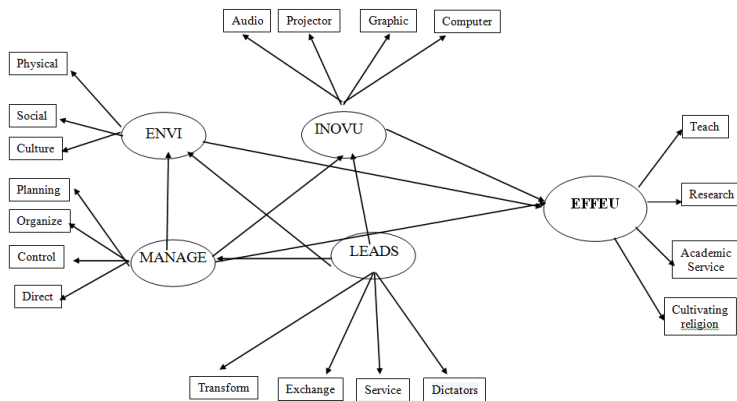 Audio
Projector
Graphic
Computer
Physical
Social
Culture
ENVI
INOVU
Teach
Planning
Organize
Control
Direct
MANAGE
LEADS
EFFEU
Research
Academic
Service
Cultivating
religion
Transform
Exchange
Service
Dictators